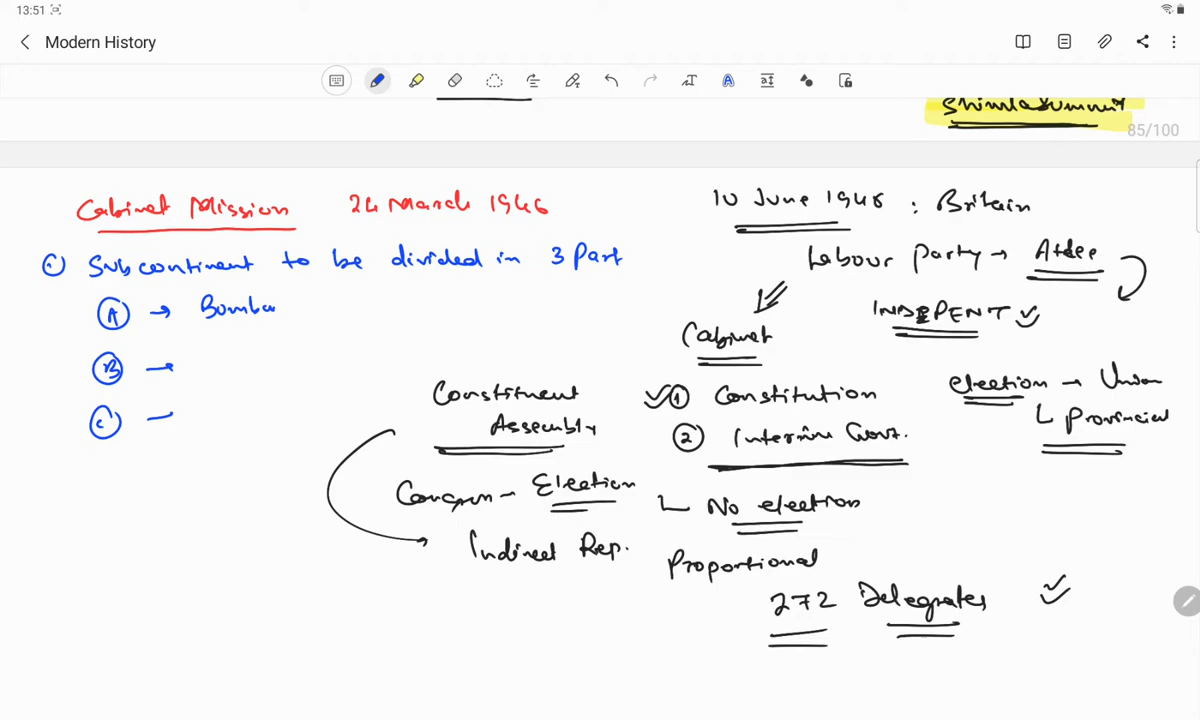 13:51
Modern History
Shimla Summit
85/100
Cabinet Mission 24 March 1946
Subcontinent to be divided in 3 Part
A → Bomba
B →
C –
10 June 1946 : Britain
Labour Party → Atlee
INDEPENT
Cabinet
① Constitution
② Interim Govt.
election → Union
Provincial
Constituent
Assembly
Congress – Election
No election
Indirect Rep.
Proportional
272 Delegates